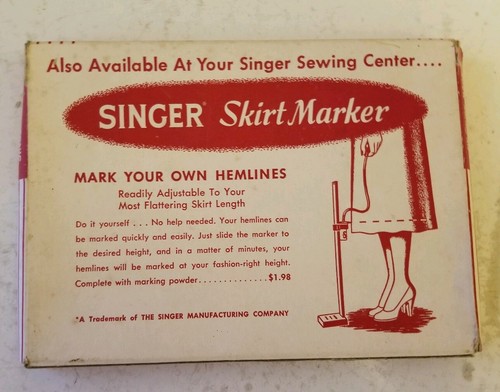 Also Available At Your Singer Sewing Center....
SINGER* Skirt Marker
MARK YOUR OWN HEMLINES
Readily Adjustable To Your
Most Flattering Skirt Length
Do it yourself . . . No help needed. Your hemlines can
be marked quickly and easily. Just slide the marker to
the desired height, and in a matter of minutes, your
hemlines will be marked at your fashion-right height.
Complete with marking powder..............$1.98
*A Trademark of THE SINGER MANUFACTURING COMPANY